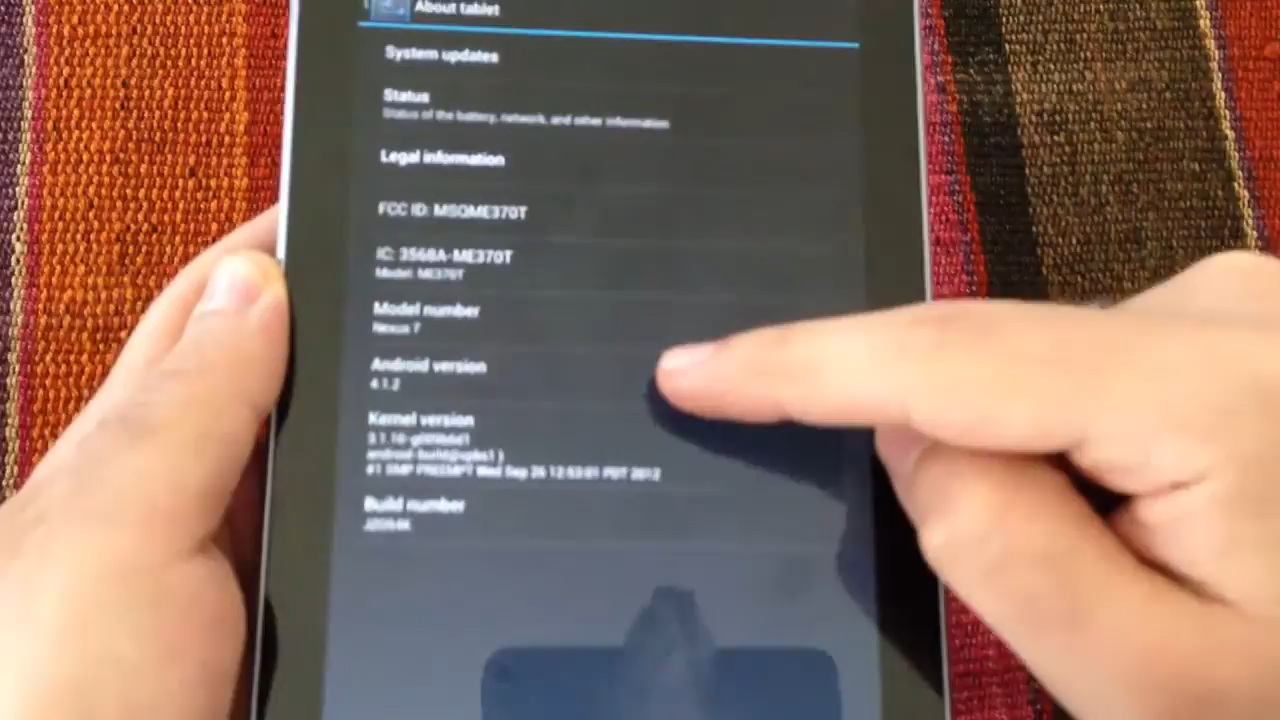 About tablet
System updates
Status
Status of the battery, network, and other information
Legal information
FCC ID: MSQME370T
IC: 3568A-ME370T
Model: ME370T
Model number
Nexus 7
Android version
4.1.2
Kernel version
#1 SMP PREEMPT Wed Sep 26 12:53:01 PDT 2012
Build number